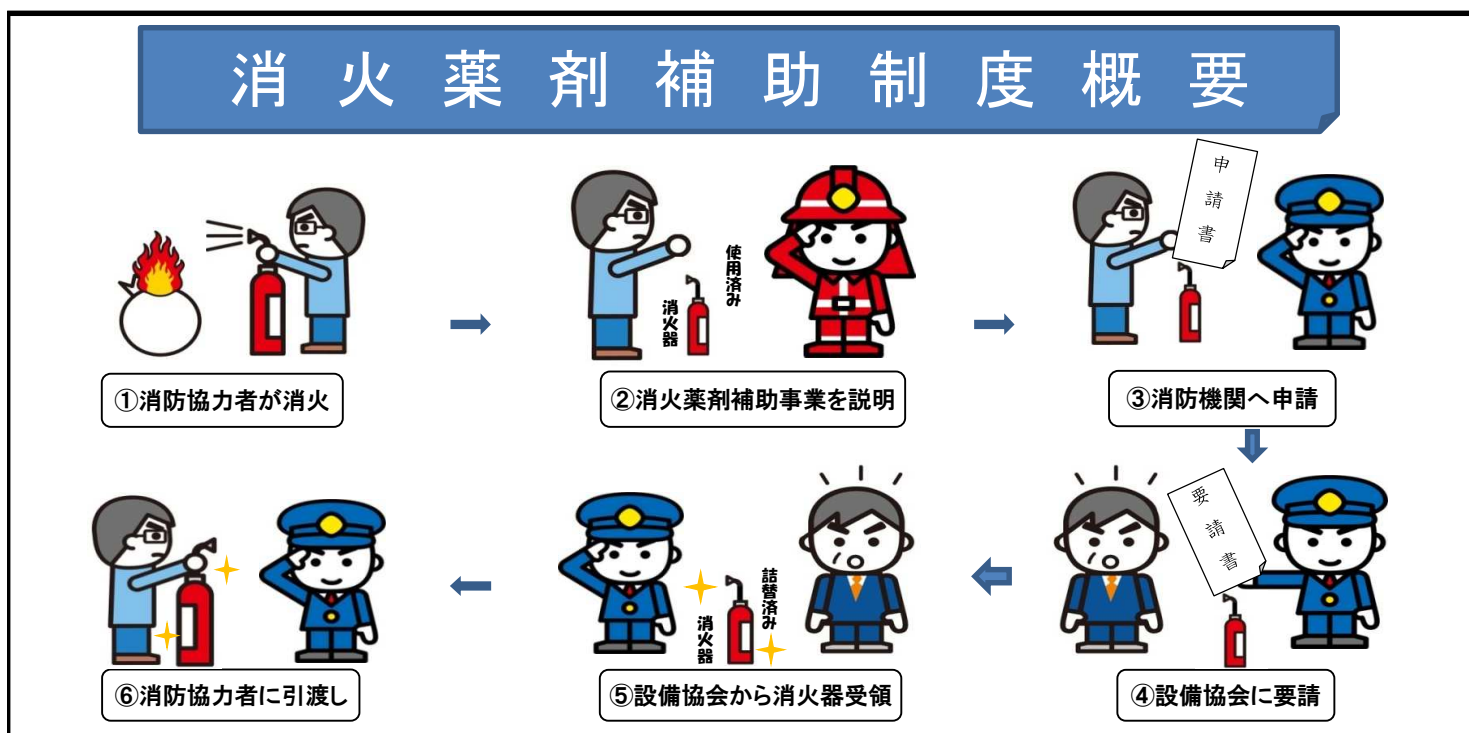 消火薬剤補助制度概要
使用済み
消火器
申請書
①消防協力者が消火
②消火薬剤補助事業を説明
③消防機関へ申請
要請書
詰替済み
消火器
④設備協会に要請
⑤設備協会から消火器受領
⑥消防協力者に引渡し